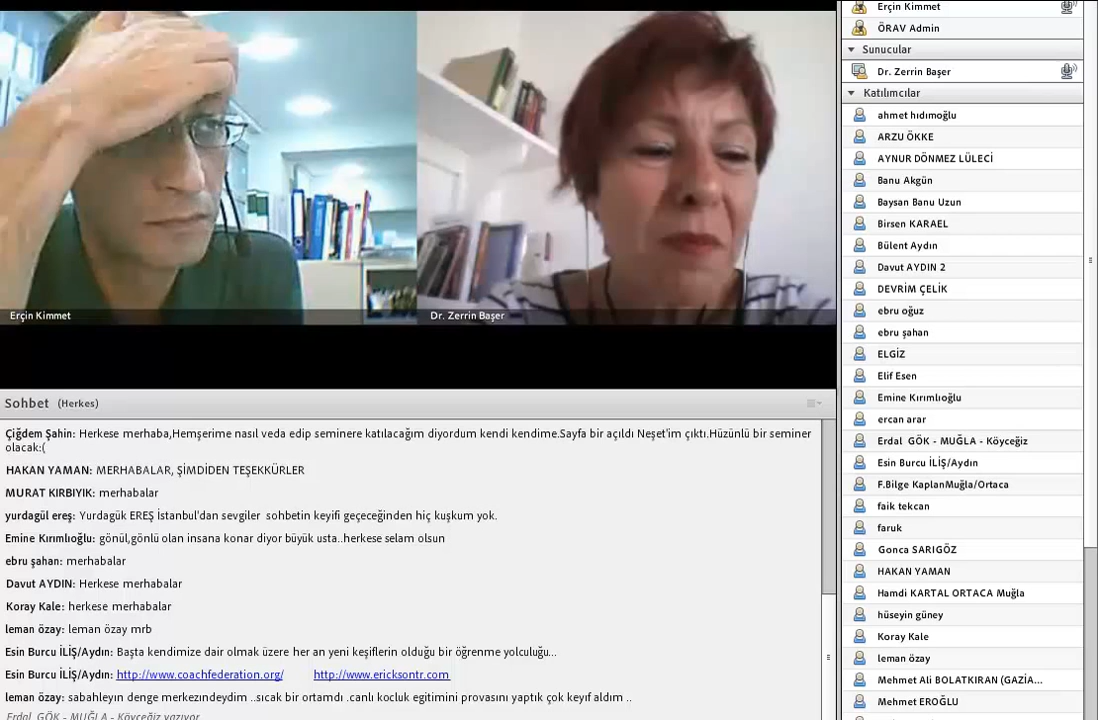 Erçin Kimmet
Dr. Zerrin Başer
Sohbet (Herkes)
Çiğdem Şahin: Herkese merhaba,Hemşerime nasıl veda edip seminere katılacağım diyordum kendi kendime.Sayfa bir açıldı Neşet'im çıktı.Hüzünlü bir seminer
olacak:(
HAKAN YAMAN: MERHABALAR, ŞİMDİDEN TEŞEKKÜRLER
MURAT KIRBIYIK: merhabalar
yurdagül ereş: Yurdagük EREŞ İstanbul'dan sevgiler sohbetin keyifi geçeceğinden hiç kuşkum yok.
Emine Kırımlıoğlu: gönül,gönlü olan insana konar diyor büyük usta..herkese selam olsun
ebru şahan: merhabalar
Davut AYDIN: Herkese merhabalar
Koray Kale: herkese merhabalar
leman özay: leman özay mrb
Esin Burcu İLİŞ/Aydın: Başta kendimize dair olmak üzere her an yeni keşiflerin olduğu bir öğrenme yolculuğu...
Esin Burcu İLİŞ/Aydın: http://www.coachfederation.org/ http://www.ericksontr.com
leman özay: sabahleyın denge merkezındeydim ..sıcak bir ortamdı .canlı kocluk egitimini provasını yaptık çok keyıf aldım ..
Erdal GÖK - MUĞLA - Köyceğiz yazıyor
Erçin Kimmet
ÖRAV Admin
Sunucular
Dr. Zerrin Başer
Katılımcılar
ahmet hıdımoğlu
ARZU ÖKKE
AYNUR DÖNMEZ LÜLECİ
Banu Akgün
Baysan Banu Uzun
Birsen KARAEL
Bülent Aydın
Davut AYDIN 2
DEVRİM ÇELİK
ebru oğuz
ebru şahan
ELGİZ
Elif Esen
Emine Kırımlıoğlu
ercan arar
Erdal GÖK - MUĞLA - Köyceğiz
Esin Burcu İLİŞ/Aydın
F.Bilge KaplanMuğla/Ortaca
faik tekcan
faruk
Gonca SARIGÖZ
HAKAN YAMAN
Hamdi KARTAL ORTACA Muğla
hüseyin güney
Koray Kale
leman özay
Mehmet Ali BOLATKIRAN (GAZİA...
Mehmet EROĞLU